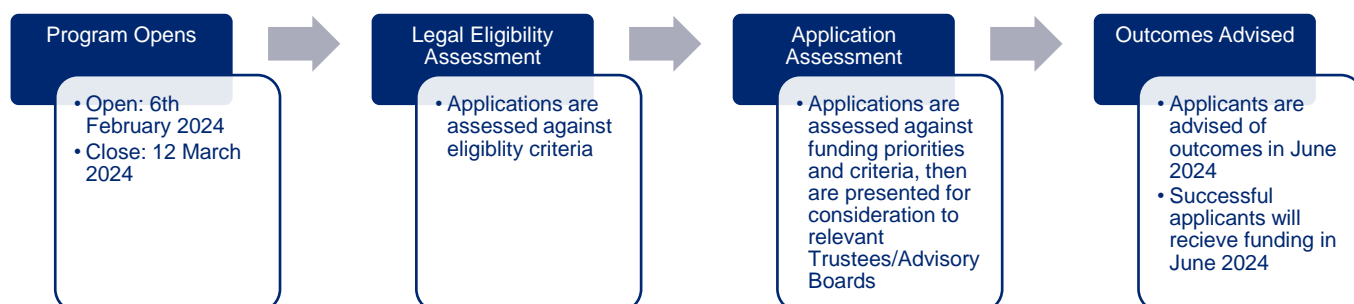 Program Opens
• Open: 6th
February 2024
• Close: 12 March
2024
Legal Eligibility
Assessment
• Applications are
assessed against
eligiblity criteria
Application
Assessment
• Applications are
assessed against
funding priorities
and criteria, then
are presented for
consideration to
relevant
Trustees/Advisory
Boards
Outcomes Advised
• Applicants are
advised of
outcomes in June
2024
• Successful
applicants will
recieve funding in
June 2024